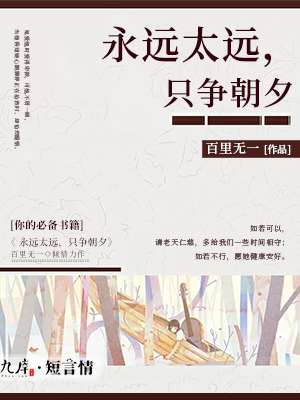 永远太远，
只争朝夕
百里无一 [作品]
[你的必备书籍]
《 永远太远，只争朝夕》
百里无一◇倾情力作
如若可以，
请老天仁慈，多给我们一些时间朝守；
如若不行，愿她健康安好。
九库·短言情